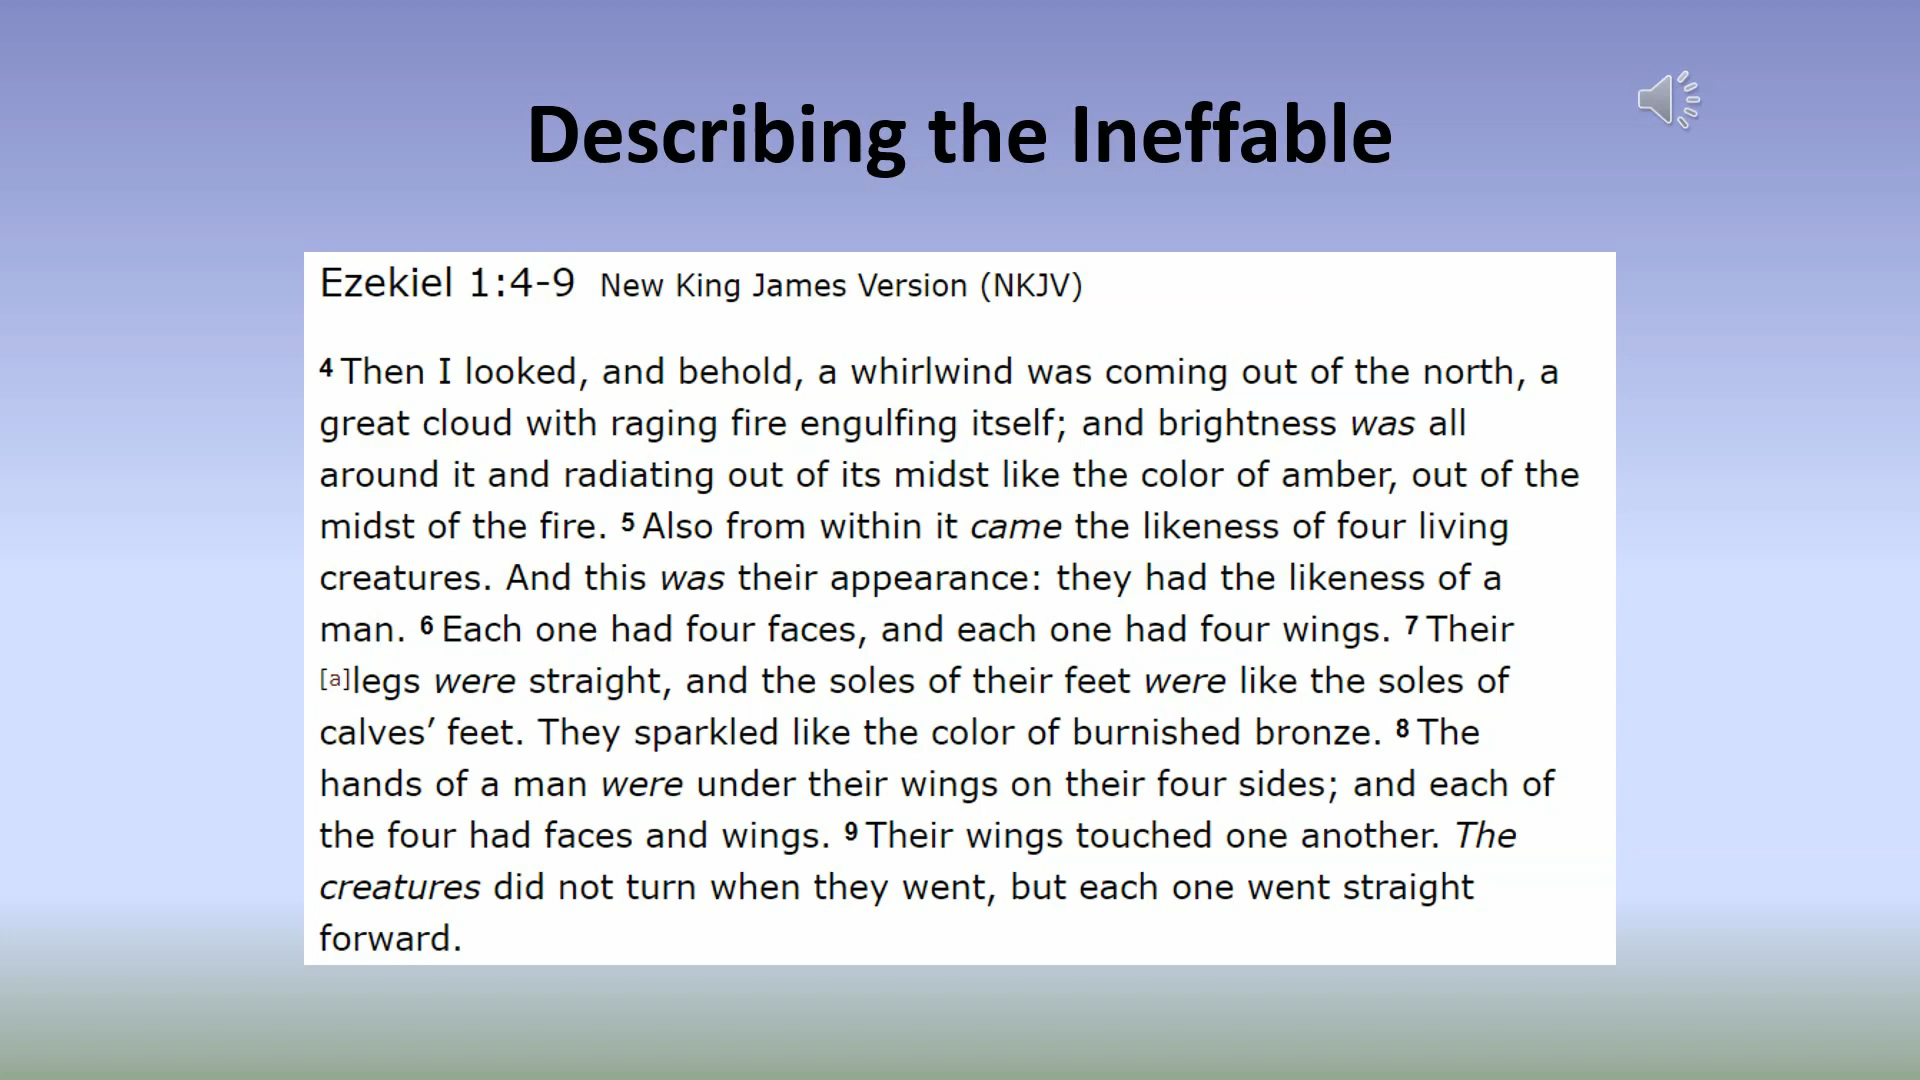 Describing the Ineffable
Ezekiel 1:4-9 New King James Version (NKJV)
4 Then I looked, and behold, a whirlwind was coming out of the north, a
great cloud with raging fire engulfing itself; and brightness was all
around it and radiating out of its midst like the color of amber, out of the
midst of the fire. 5 Also from within it came the likeness of four living
creatures. And this was their appearance: they had the likeness of a
man. 6 Each one had four faces, and each one had four wings. 7 Their
[a]legs were straight, and the soles of their feet were like the soles of
calves’ feet. They sparkled like the color of burnished bronze. 8 The
hands of a man were under their wings on their four sides; and each of
the four had faces and wings. 9 Their wings touched one another. The
creatures did not turn when they went, but each one went straight
forward.